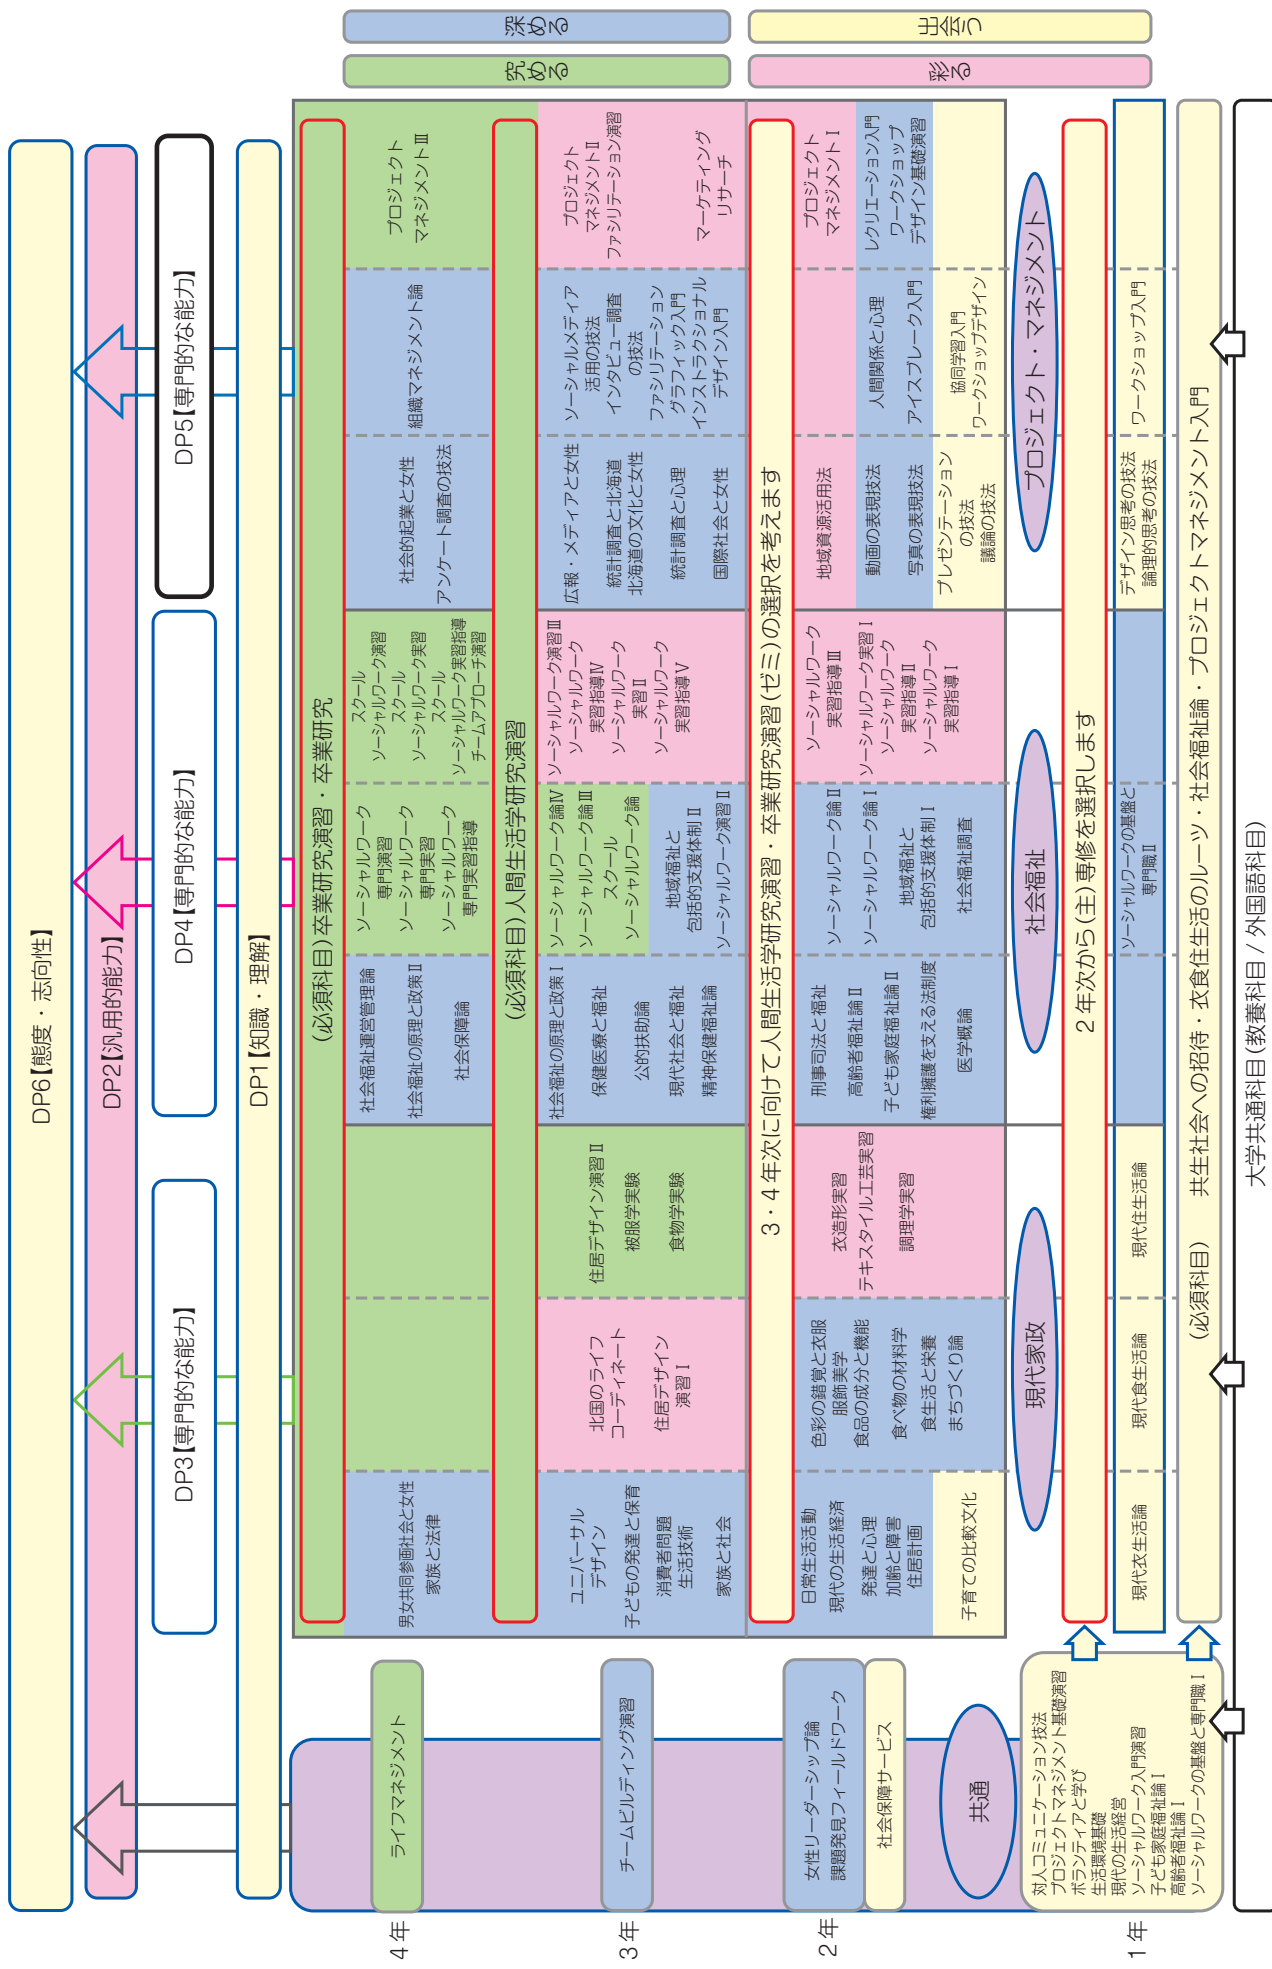 DP6【態度・志向性】
DP2【汎用的能力】
DP3【専門的な能力】
DP4【専門的な能力】
DP5【専門的な能力】
DP1【知識・理解】
4年
ライフマネジメント
(必須科目)卒業研究演習・卒業研究
男女共同参画社会と女性
家族と法律
社会福祉運営管理論
社会福祉の原理と政策Ⅱ
社会保障論
ソーシャルワーク
専門演習
ソーシャルワーク
専門実習
ソーシャルワーク
専門実習指導
スクール
ソーシャルワーク演習
スクール
ソーシャルワーク実習
スクール
ソーシャルワーク実習指導
チームアプローチ演習
社会的起業と女性
アンケート調査の技法
組織マネジメント論
プロジェクト
マネジメントⅢ
究める
深める
3年
チームビルディング演習
(必須科目)人間生活学研究演習
ユニバーサル
デザイン
子どもの発達と保育
消費者問題
生活技術
家族と社会
北国のライフ
コーディネート
住居デザイン
演習Ⅰ
住居デザイン演習Ⅱ
被服学実験
食物学実験
社会福祉の原理と政策Ⅰ
保健医療と福祉
公的扶助論
現代社会と福祉
精神保健福祉論
ソーシャルワーク論Ⅳ
ソーシャルワーク論Ⅲ
スクール
ソーシャルワーク論
地域福祉と
包括的支援体制Ⅱ
ソーシャルワーク演習Ⅱ
ソーシャルワーク演習Ⅲ
ソーシャルワーク
実習指導Ⅳ
ソーシャルワーク
実習Ⅱ
ソーシャルワーク
実習指導Ⅴ
広報・メディアと女性
統計調査と北海道
北海道の文化と女性
統計調査と心理
国際社会と女性
ソーシャルメディア
活用の技法
インタビュー調査
の技法
ファシリテーション
グラフィック入門
インストラクショナル
デザイン入門
プロジェクト
マネジメントⅡ
ファシリテーション演習
マーケティング
リサーチ
2年
女性リーダーシップ論
課題発見フィールドワーク
社会保障サービス
3・4年次に向けて人間生活学研究演習・卒業研究演習(ゼミ)の選択を考えます
日常生活活動
現代の生活経済
発達と心理
加齢と障害
住居計画
子育ての比較文化
色彩の錯覚と衣服
服飾美学
食品の成分と機能
食べ物の材料学
食生活と栄養
まちづくり論
衣造形実習
テキスタイル工芸実習
調理学実習
刑事司法と福祉
高齢者福祉論Ⅱ
子ども家庭福祉論Ⅱ
権利擁護を支える法制度
医学概論
ソーシャルワーク論Ⅱ
ソーシャルワーク論Ⅰ
地域福祉と
包括的支援体制Ⅰ
社会福祉調査
ソーシャルワーク
実習指導Ⅲ
ソーシャルワーク実習Ⅰ
ソーシャルワーク
実習指導Ⅱ
ソーシャルワーク
実習指導Ⅰ
地域資源活用法
動画の表現技法
写真の表現技法
プレゼンテーション
の技法
議論の技法
人間関係と心理
アイスブレーク入門
協同学習入門
ワークショップデザイン
プロジェクト
マネジメントⅠ
レクリエーション入門
ワークショップ
デザイン基礎演習
彩る
出会う
共通
現代家政
社会福祉
プロジェクト・マネジメント
1年
対人コミュニケーション技法
プロジェクトマネジメント基礎演習
ボランティアと学び
生活環境基礎
現代の生活経営
ソーシャルワーク入門演習
子ども家庭福祉論Ⅰ
高齢者福祉論Ⅰ
ソーシャルワークの基盤と専門職Ⅰ
2年次から(主)専修を選択します
現代衣生活論
現代食生活論
現代住生活論
ソーシャルワークの基盤と
専門職Ⅱ
デザイン思考の技法
論理的思考の技法
ワークショップ入門
(必須科目) 共生社会への招待・衣食住生活のルーツ・社会福祉論・プロジェクトマネジメント入門
大学共通科目(教養科目/外国語科目)